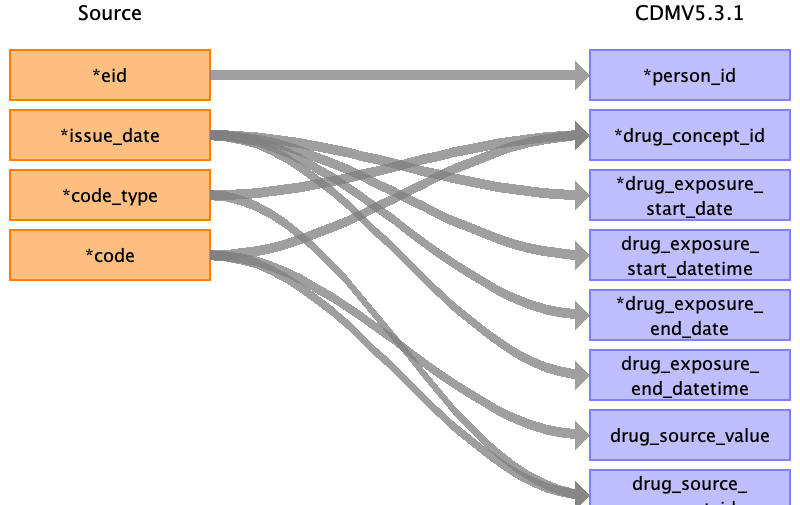 Source
CDMV5.3.1
*eid
*person_id
*issue_date
*drug_concept_id
*code_type
*drug_exposure_
start_date
*code
drug_exposure_
start_datetime
*drug_exposure_
end_date
drug_exposure_
end_datetime
drug_source_value
drug_source_